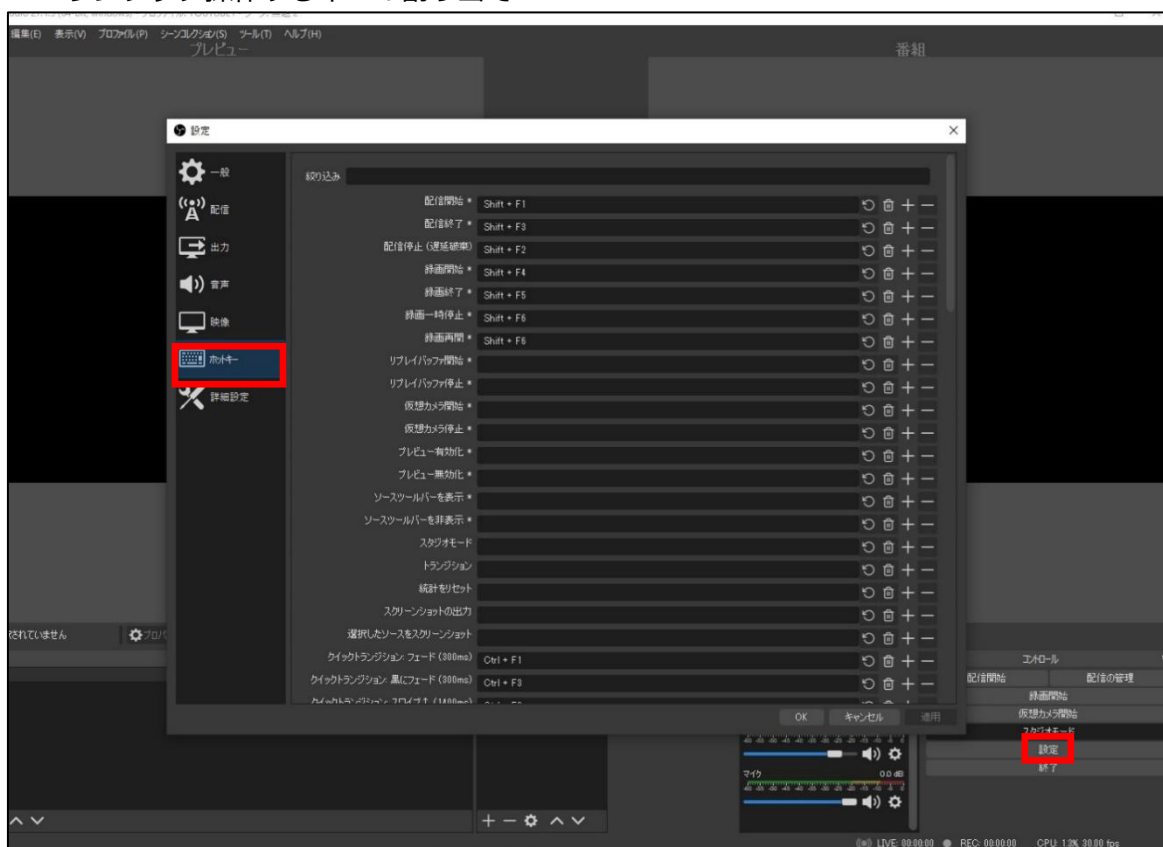 編集(E) 表示(V) プロファイル(P) シーンコレクション(S) ツール(T) ヘルプ(H)
プレビュー
番組
設定
一般
配信
出力
音声
映像
ホットキー
詳細設定
絞り込み
配信開始 * Shift + F1
配信終了 * Shift + F3
配信停止 (遅延破棄) Shift + F2
録画開始 * Shift + F4
録画終了 * Shift + F5
録画一時停止 * Shift + F6
録画再開 * Shift + F6
リプレイバッファ開始 *
リプレイバッファ停止 *
仮想カメラ開始 *
仮想カメラ停止 *
プレビュー有効化 *
プレビュー無効化 *
ソースツールバーを表示 *
ソースツールバーを非表示 *
スタジオモード
トランジション
統計をリセット
スクリーンショットの出力
選択したソースをスクリーンショット
クイックトランジション: フェード (300ms) Ctrl + F1
クイックトランジション: 黒にフェード (300ms) Ctrl + F3
OK キャンセル 適用
されていません
コントロール
配信開始 配信の管理
録画開始
仮想カメラ開始
スタジオモード
設定
終了
マイク 0.0 dB
LIVE: 00:00:00 REC: 00:00:00 CPU: 1.3%, 30.00 fps